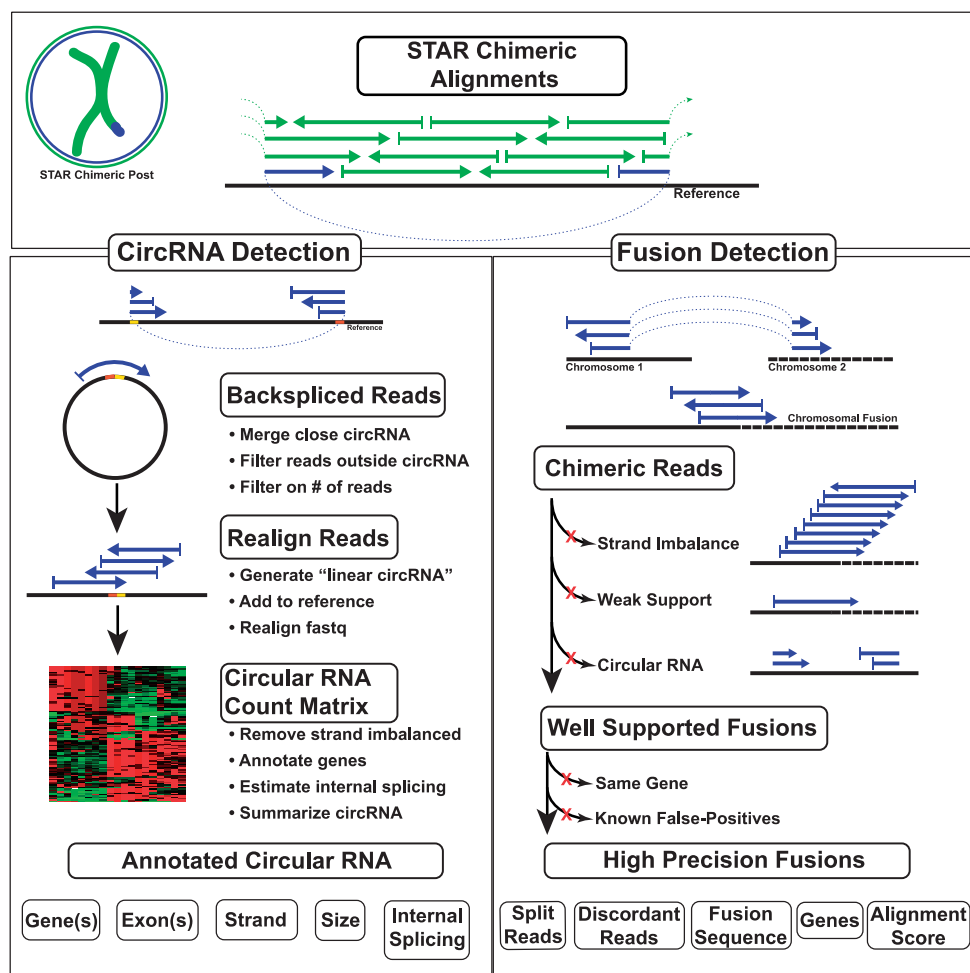 STAR Chimeric
Alignments
STAR Chimeric Post
Reference
CircRNA Detection
Reference
Backspliced Reads
• Merge close circRNA
• Filter reads outside circRNA
• Filter on # of reads
Realign Reads
• Generate “linear circRNA”
• Add to reference
• Realign fastq
Circular RNA
Count Matrix
• Remove strand imbalanced
• Annotate genes
• Estimate internal splicing
• Summarize circRNA
Annotated Circular RNA
Gene(s)
Exon(s)
Strand
Size
Internal
Splicing
Fusion Detection
Chromosome 1
Chromosome 2
Chromosomal Fusion
Chimeric Reads
X
Strand Imbalance
X
Weak Support
X
Circular RNA
Well Supported Fusions
X
Same Gene
X
Known False-Positives
High Precision Fusions
Split
Reads
Discordant
Reads
Fusion
Sequence
Genes
Alignment
Score